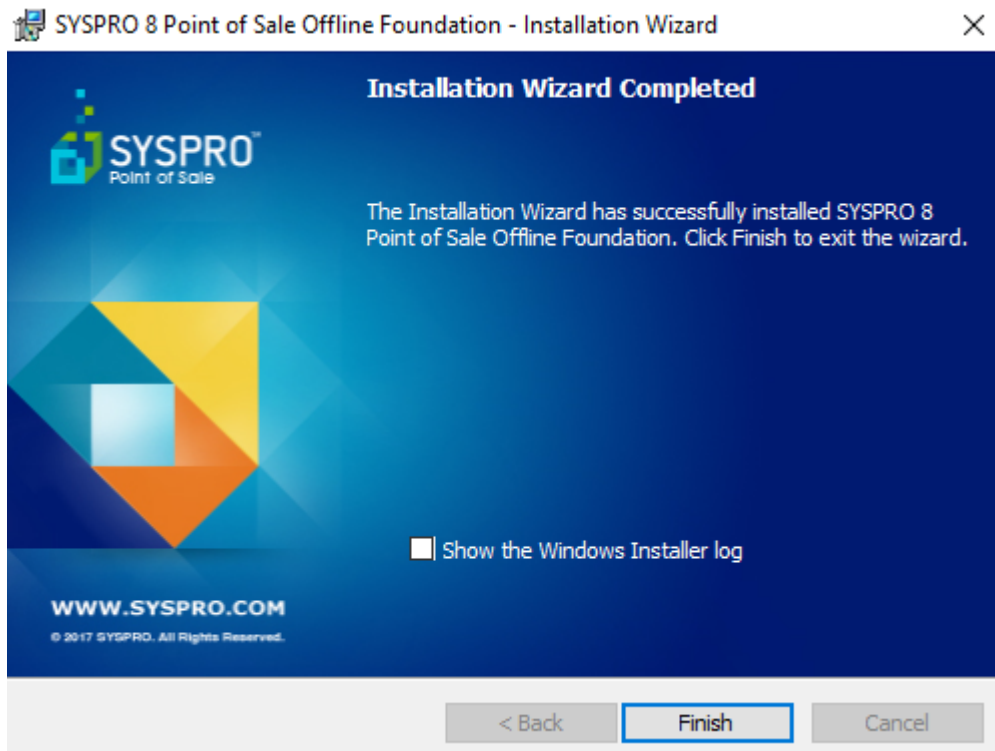 SYSPRO 8 Point of Sale Offline Foundation - Installation Wizard
Installation Wizard Completed
SYSPRO™
Point of Sale
The Installation Wizard has successfully installed SYSPRO 8
Point of Sale Offline Foundation. Click Finish to exit the wizard.
Show the Windows Installer log
WWW.SYSPRO.COM
© 2017 SYSPRO. All Rights Reserved.
< Back
Finish
Cancel